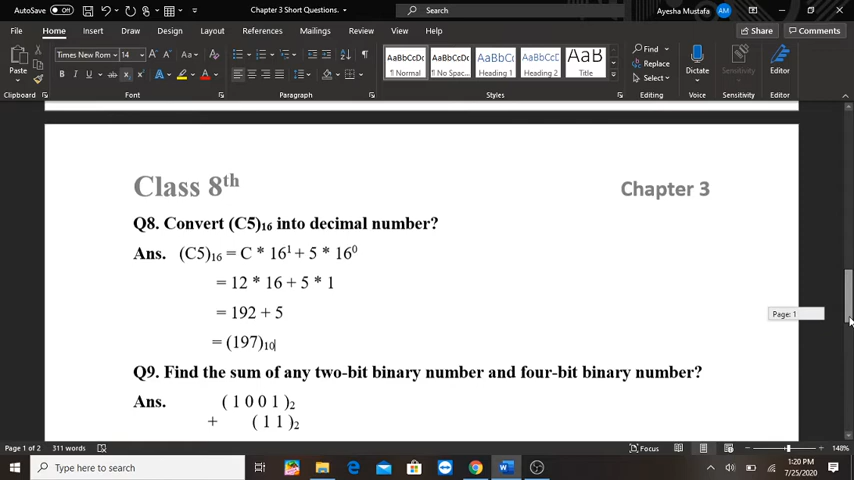 AutoSave Off Chapter 3 Short Questions. Search Ayesha Mustafa AM
File Home Insert Draw Design Layout References Mailings Review View Help Share Comments
Paste Times New Rom 14 A A Aa A AaBbCcDc AaBbCcDc AaBbCc AaBbCcD AaB Find Replace Select Dictate Sensitivity Editor
B I U ab x₂ x² A ¶ Normal ¶ No Spac... Heading 1 Heading 2 Title
Clipboard Font Paragraph Styles Editing Voice Sensitivity Editor
Class 8th Chapter 3
Q8. Convert (C5)₁₆ into decimal number?
Ans. (C5)₁₆ = C * 16¹ + 5 * 16⁰
= 12 * 16 + 5 * 1
= 192 + 5
Page: 1
= (197)₁₀
Q9. Find the sum of any two-bit binary number and four-bit binary number?
Ans. ( 1 0 0 1 )₂
+ ( 1 1 )₂
Page 1 of 2 311 words Focus 148%
Type here to search 1:20 PM
7/25/2020